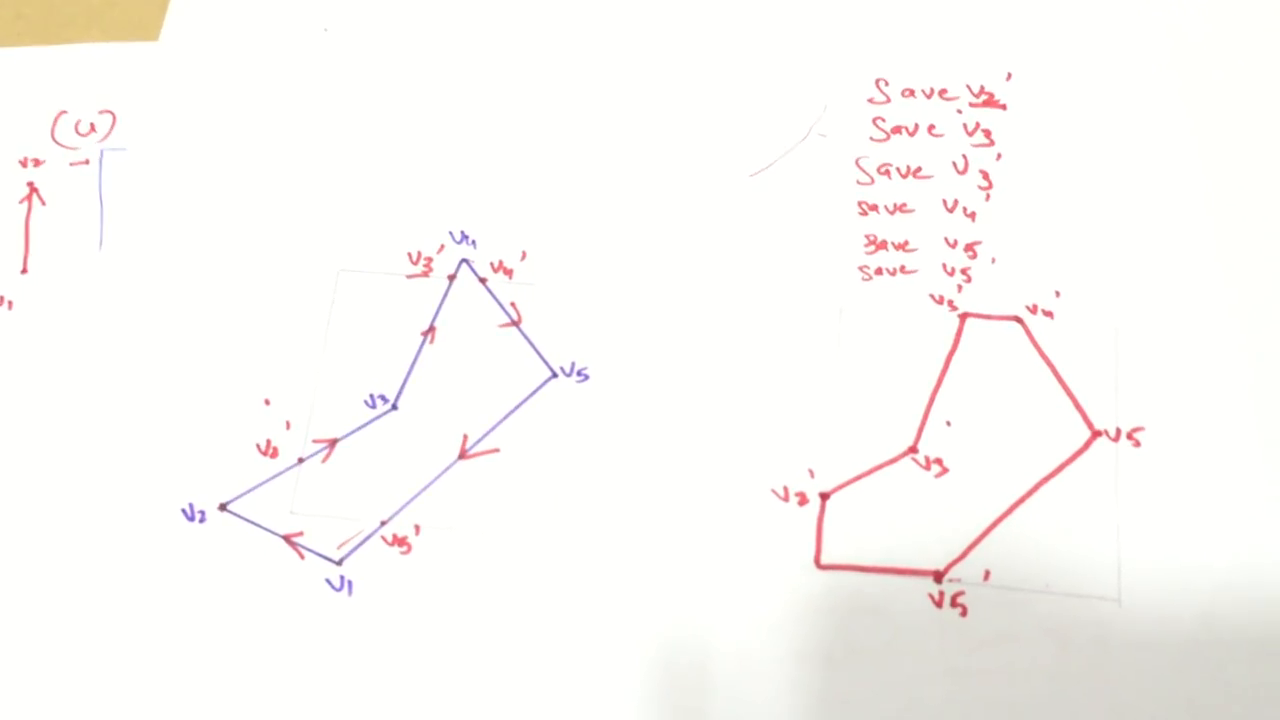 Save v2'
Save v3
Save v3'
save v4'
save v5
save v5'
(4)
v2
v1
v4
v3'
v4'
v5
v3
v2'
v2
v5'
v1
v3'
v4'
v5
v3
v2'
v5'